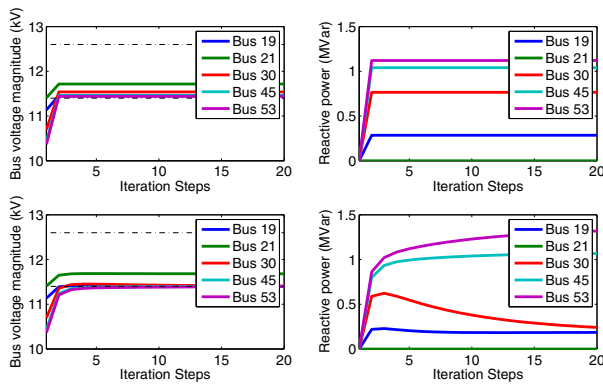 Bus voltage magnitude (kV)
13
12
11
10
5
10
15
20
Iteration Steps
Bus 19
Bus 21
Bus 30
Bus 45
Bus 53
Reactive power (MVar)
1.5
1
0.5
0
5
10
15
20
Iteration Steps
Bus 19
Bus 21
Bus 30
Bus 45
Bus 53
Bus voltage magnitude (kV)
13
12
11
10
5
10
15
20
Iteration Steps
Bus 19
Bus 21
Bus 30
Bus 45
Bus 53
Reactive power (MVar)
1.5
1
0.5
0
5
10
15
20
Iteration Steps
Bus 19
Bus 21
Bus 30
Bus 45
Bus 53